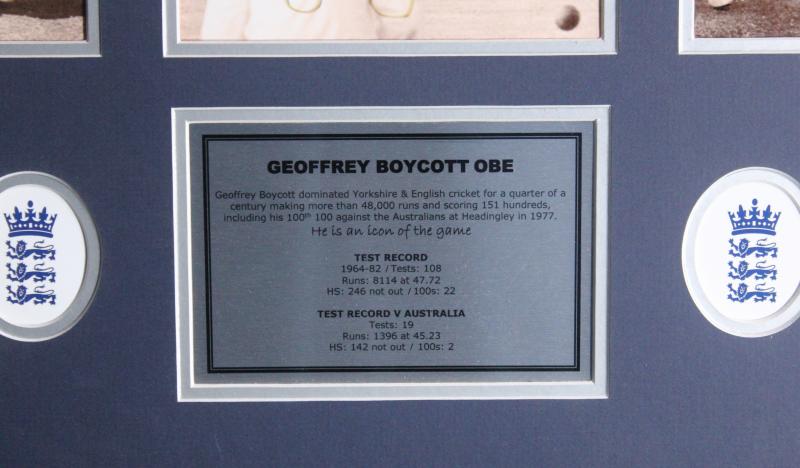 GEOFFREY BOYCOTT OBE
Geoffrey Boycott dominated Yorkshire & English cricket for a quarter of a
century making more than 48,000 runs and scoring 151 hundreds,
including his 100th 100 against the Australians at Headingley in 1977.
He is an icon of the game
TEST RECORD
1964-82 / Tests: 108
Runs: 8114 at 47.72
HS: 246 not out / 100s: 22
TEST RECORD V AUSTRALIA
Tests: 19
Runs: 1396 at 45.23
HS: 142 not out / 100s: 2